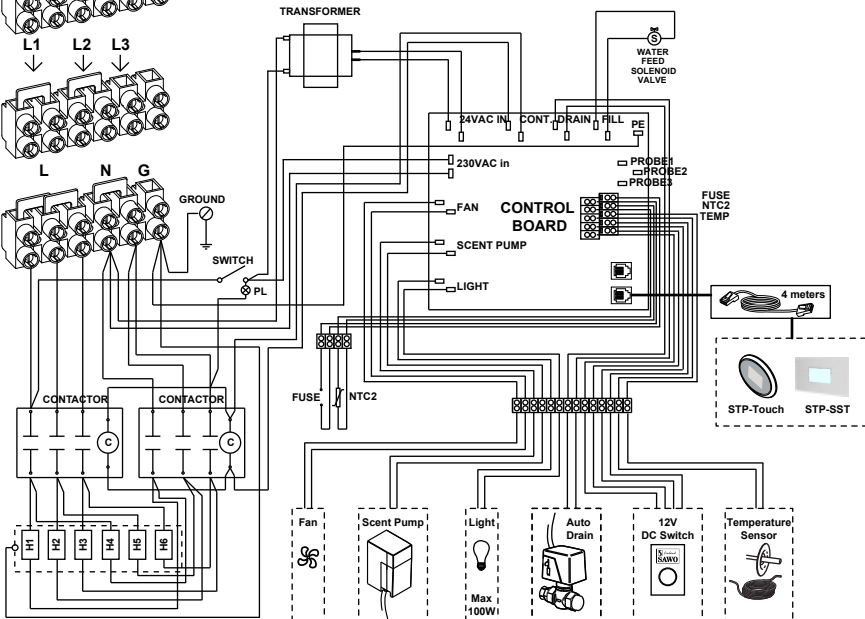 TRANSFORMER
L1 L2 L3
S
WATER
FEED
SOLENOID
VALVE
24VAC IN CONT. DRAIN FILL
PE
230VAC in
PROBE1
PROBE2
PROBE3
L N G
GROUND
FAN
CONTROL
BOARD
FUSE
NTC2
TEMP
SCENT PUMP
SWITCH
PL
LIGHT
4 meters
FUSE
NTC2
STP-Touch STP-SST
CONTACTOR CONTACTOR
C C
H1 H2 H3 H4 H5 H6
Fan
Scent Pump
Light
Max
100W
Auto
Drain
12V
DC Switch
SAWO
Temperature
Sensor